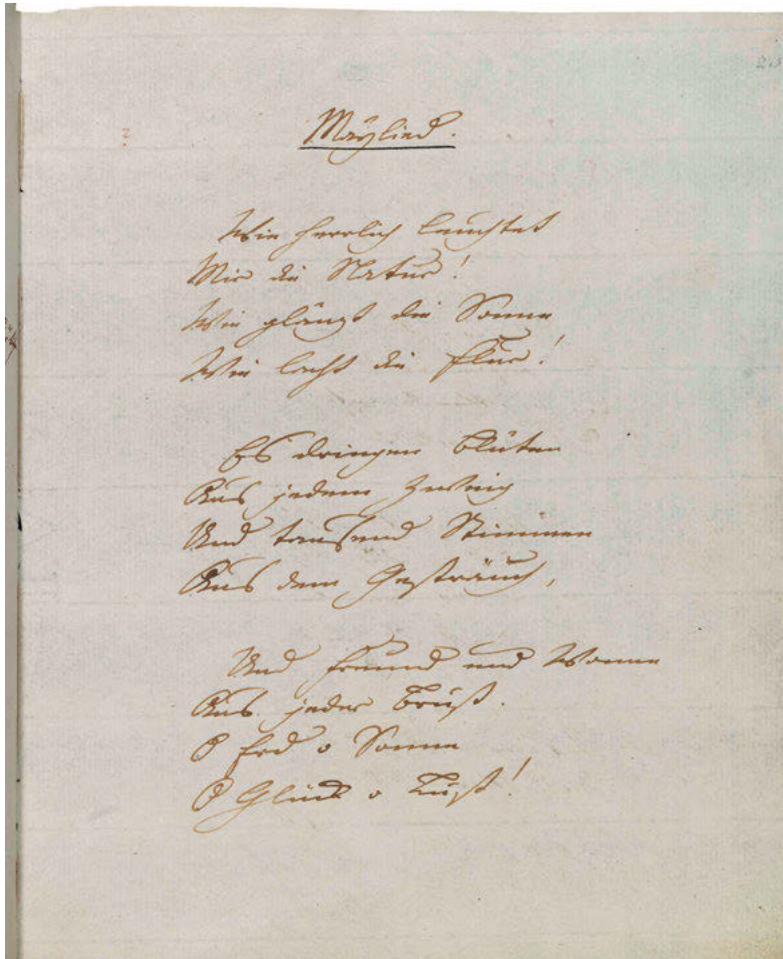 Maylied.
Wie herrlich leuchtet
Mir die Natur!
Wie glänzt die Sonne
Wie lacht die Flur!
Es dringen Blüten
Aus jedem Zweig
Und tausend Stimmen
Aus dem Gesträuch,
Und Freud und Wonne
Aus jeder Brust.
O Erd o Sonne
O Glück o Lust!